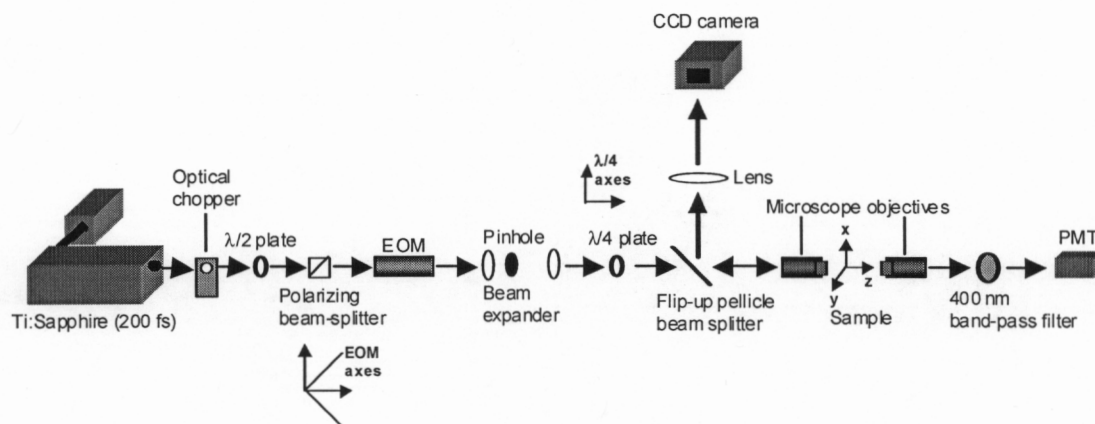 CCD camera
λ/4
axes
Lens
Optical
chopper
Microscope objectives
λ/2 plate
EOM
Pinhole
λ/4 plate
x
PMT
z
y
Ti:Sapphire (200 fs)
Polarizing
beam-splitter
Beam
expander
Flip-up pellicle
beam splitter
Sample
400 nm
band-pass filter
EOM
axes